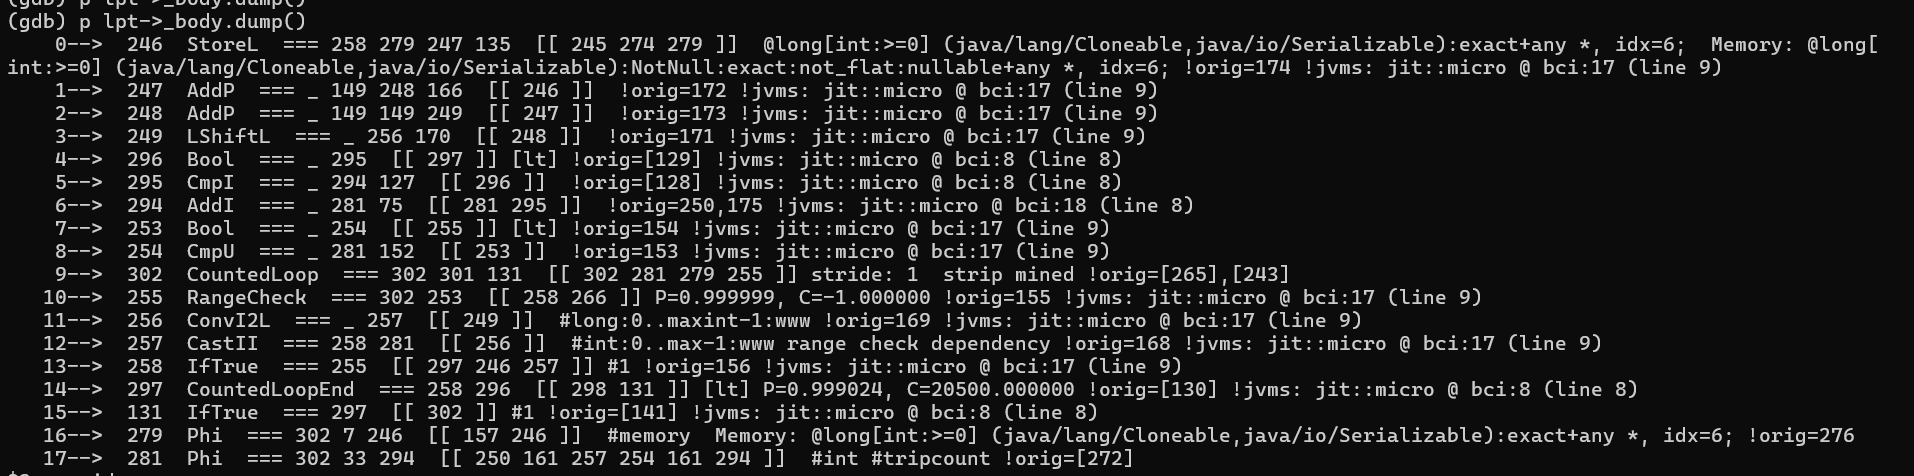 (gdb) p lpt->_body.dump()
(gdb) p lpt->_body.dump()
    0-->  246  StoreL  === 258 279 247 135  [[ 245 274 279 ]]  @long[int:>=0] (java/lang/Cloneable,java/io/Serializable):exact+any *, idx=6;  Memory: @long[
int:>=0] (java/lang/Cloneable,java/io/Serializable):NotNull:exact:not_flat:nullable+any *, idx=6; !orig=174 !jvms: jit::micro @ bci:17 (line 9)
    1-->  247  AddP  === _ 149 248 166  [[ 246 ]]  !orig=172 !jvms: jit::micro @ bci:17 (line 9)
    2-->  248  AddP  === _ 149 149 249  [[ 247 ]]  !orig=173 !jvms: jit::micro @ bci:17 (line 9)
    3-->  249  LShiftL  === _ 256 170  [[ 248 ]]  !orig=171 !jvms: jit::micro @ bci:17 (line 9)
    4-->  296  Bool  === _ 295  [[ 297 ]] [lt] !orig=[129] !jvms: jit::micro @ bci:8 (line 8)
    5-->  295  CmpI  === _ 294 127  [[ 296 ]]  !orig=[128] !jvms: jit::micro @ bci:8 (line 8)
    6-->  294  AddI  === _ 281 75  [[ 281 295 ]]  !orig=250,175 !jvms: jit::micro @ bci:18 (line 8)
    7-->  253  Bool  === _ 254  [[ 255 ]] [lt] !orig=154 !jvms: jit::micro @ bci:17 (line 9)
    8-->  254  CmpU  === _ 281 152  [[ 253 ]]  !orig=153 !jvms: jit::micro @ bci:17 (line 9)
    9-->  302  CountedLoop  === 302 301 131  [[ 302 281 279 255 ]] stride: 1  strip mined !orig=[265],[243]
   10-->  255  RangeCheck  === 302 253  [[ 258 266 ]] P=0.999999, C=-1.000000 !orig=155 !jvms: jit::micro @ bci:17 (line 9)
   11-->  256  ConvI2L  === _ 257  [[ 249 ]]  #long:0..maxint-1:www !orig=169 !jvms: jit::micro @ bci:17 (line 9)
   12-->  257  CastII  === 258 281  [[ 256 ]]  #int:0..max-1:www range check dependency !orig=168 !jvms: jit::micro @ bci:17 (line 9)
   13-->  258  IfTrue  === 255  [[ 297 246 257 ]] #1 !orig=156 !jvms: jit::micro @ bci:17 (line 9)
   14-->  297  CountedLoopEnd  === 258 296  [[ 298 131 ]] [lt] P=0.999024, C=20500.000000 !orig=[130] !jvms: jit::micro @ bci:8 (line 8)
   15-->  131  IfTrue  === 297  [[ 302 ]] #1 !orig=[141] !jvms: jit::micro @ bci:8 (line 8)
   16-->  279  Phi  === 302 7 246  [[ 157 246 ]]  #memory  Memory: @long[int:>=0] (java/lang/Cloneable,java/io/Serializable):exact+any *, idx=6; !orig=276
   17-->  281  Phi  === 302 33 294  [[ 250 161 257 254 161 294 ]]  #int #tripcount !orig=[272]